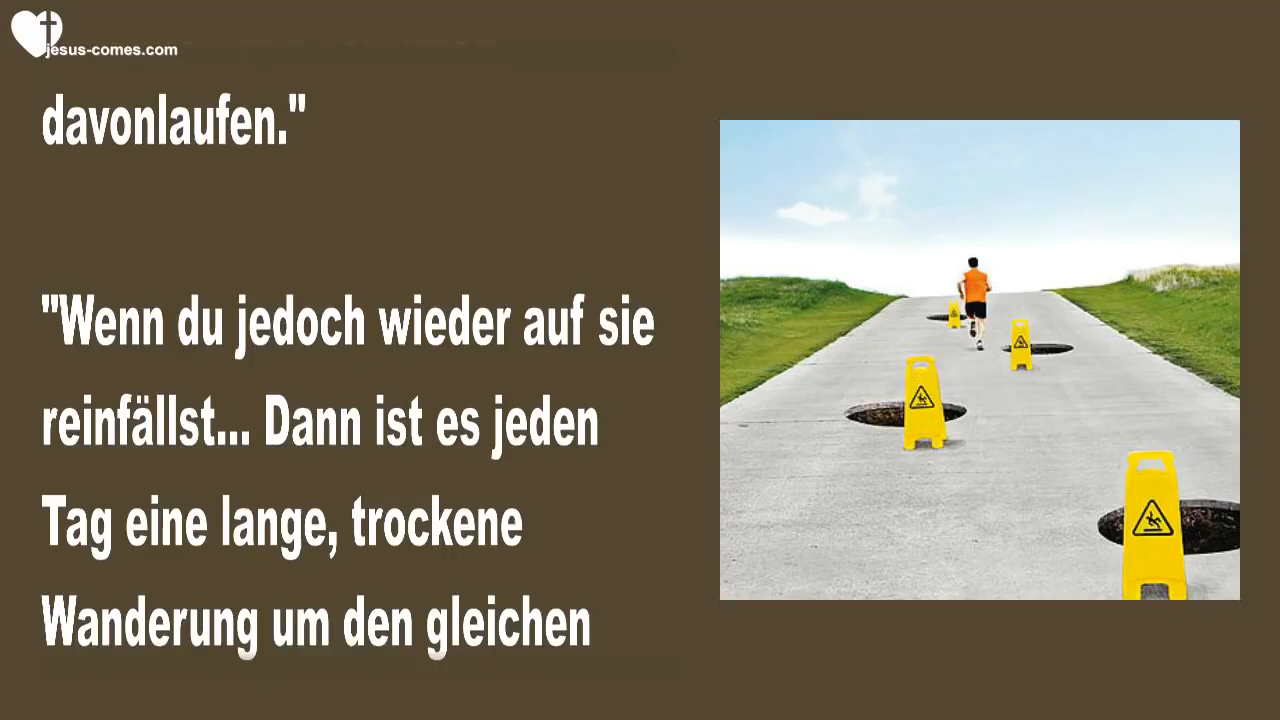 jesus-comes.com
davonlaufen."
"Wenn du jedoch wieder auf sie
reinfällst... Dann ist es jeden
Tag eine lange, trockene
Wanderung um den gleichen